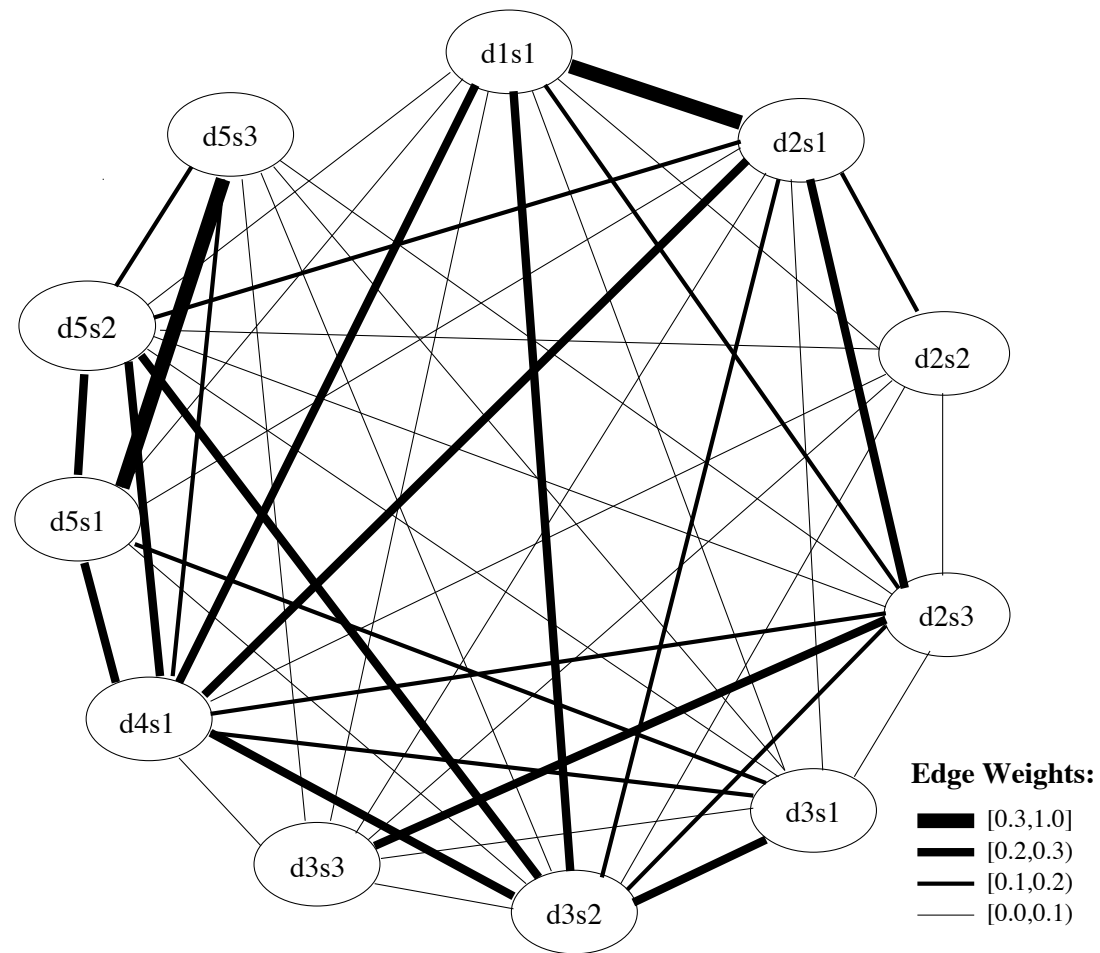 d1s1
d5s3
d2s1
d5s2
d2s2
d5s1
d2s3
d4s1
d3s1
d3s3
d3s2
Edge Weights:
[0.3,1.0]
[0.2,0.3)
[0.1,0.2)
[0.0,0.1)